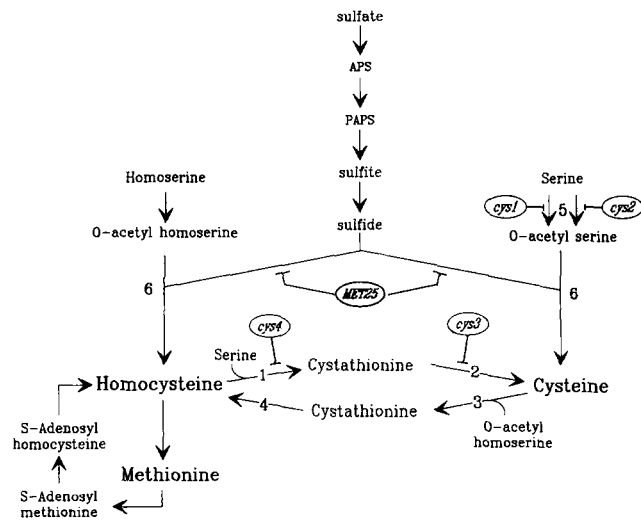 sulfate
APS
PAPS
sulfite
sulfide
Homoserine
O-acetyl homoserine
Serine
cys1
5
cys2
O-acetyl serine
6
MET25
6
cys4
cys3
Serine
Cystathionine
1
2
Homocysteine
Cysteine
4
Cystathionine
3
O-acetyl
homoserine
S-Adenosyl
homocysteine
Methionine
S-Adenosyl
methionine